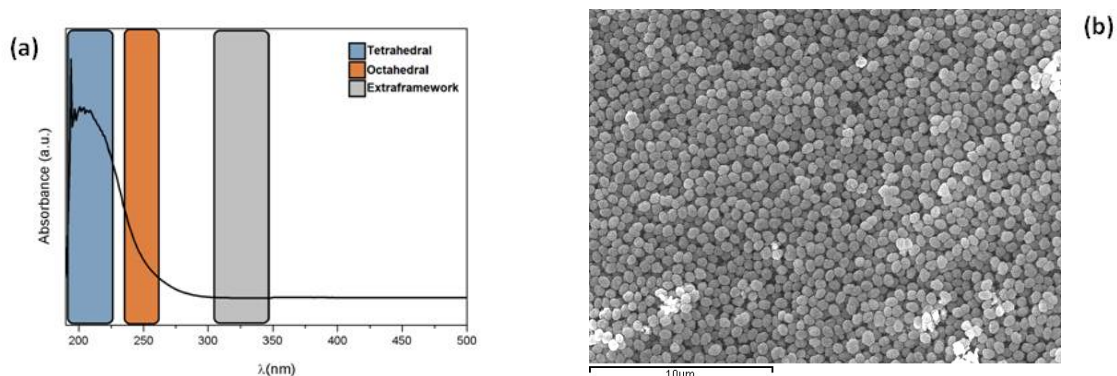 (a)
Tetrahedral
Octahedral
Extraframework
Absorbance (a.u.)
200 250 300 350 400 450 500
λ(nm)
(b)
10µm